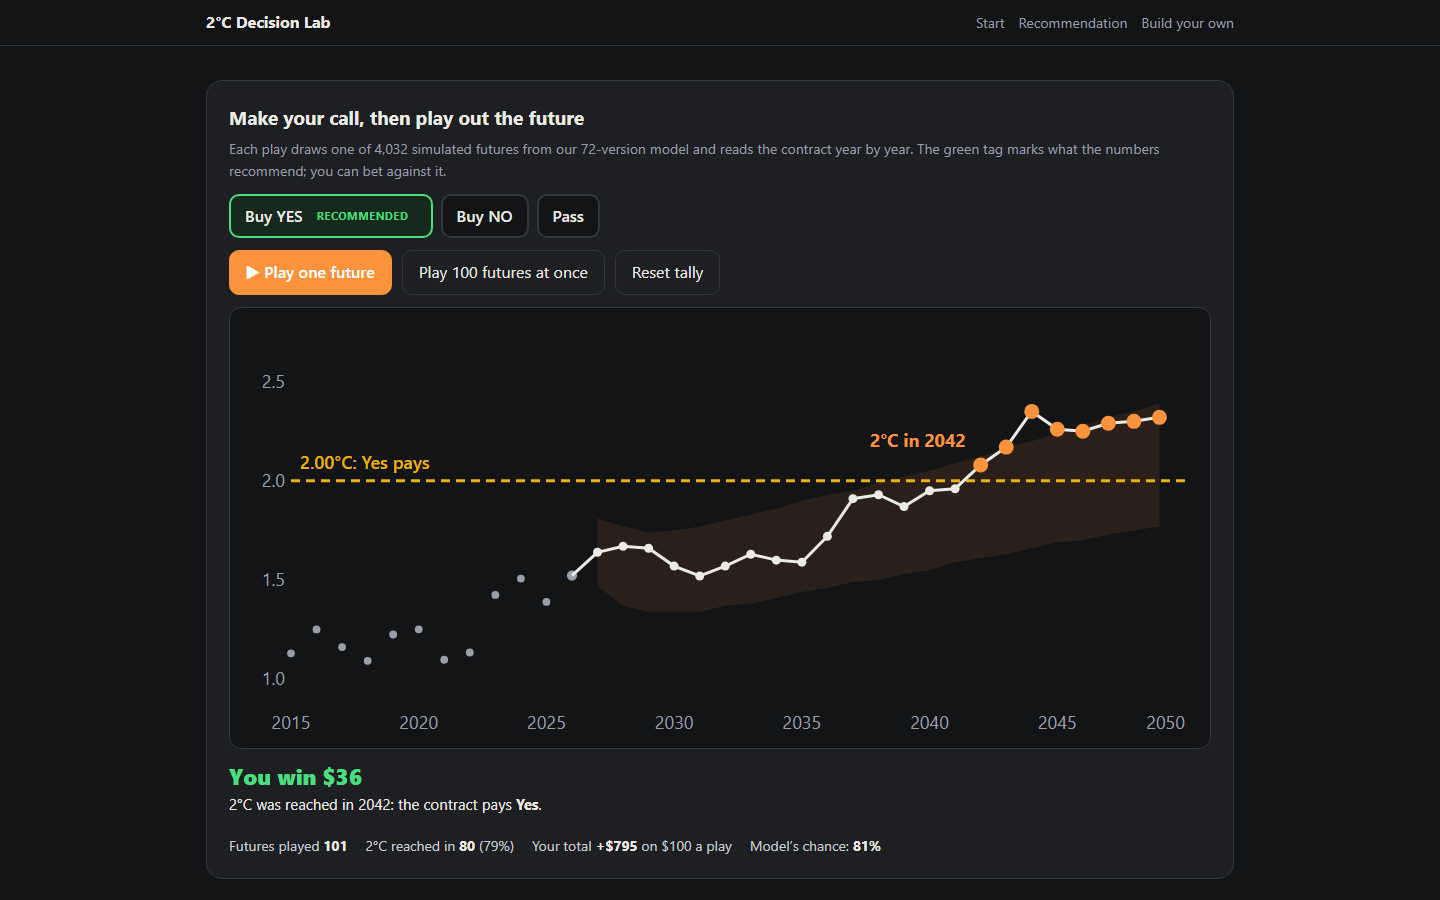 2°C Decision Lab
Start Recommendation Build your own
Make your call, then play out the future
Each play draws one of 4,032 simulated futures from our 72-version model and reads the contract year by year. The green tag marks what the numbers
recommend; you can bet against it.
Buy YES RECOMMENDED Buy NO Pass
▶ Play one future Play 100 futures at once Reset tally
2.5
2°C in 2042
2.00°C: Yes pays
2.0
1.5
1.0
2015 2020 2025 2030 2035 2040 2045 2050
You win $36
2°C was reached in 2042: the contract pays Yes.
Futures played 101 2°C reached in 80 (79%) Your total +$795 on $100 a play Model's chance: 81%